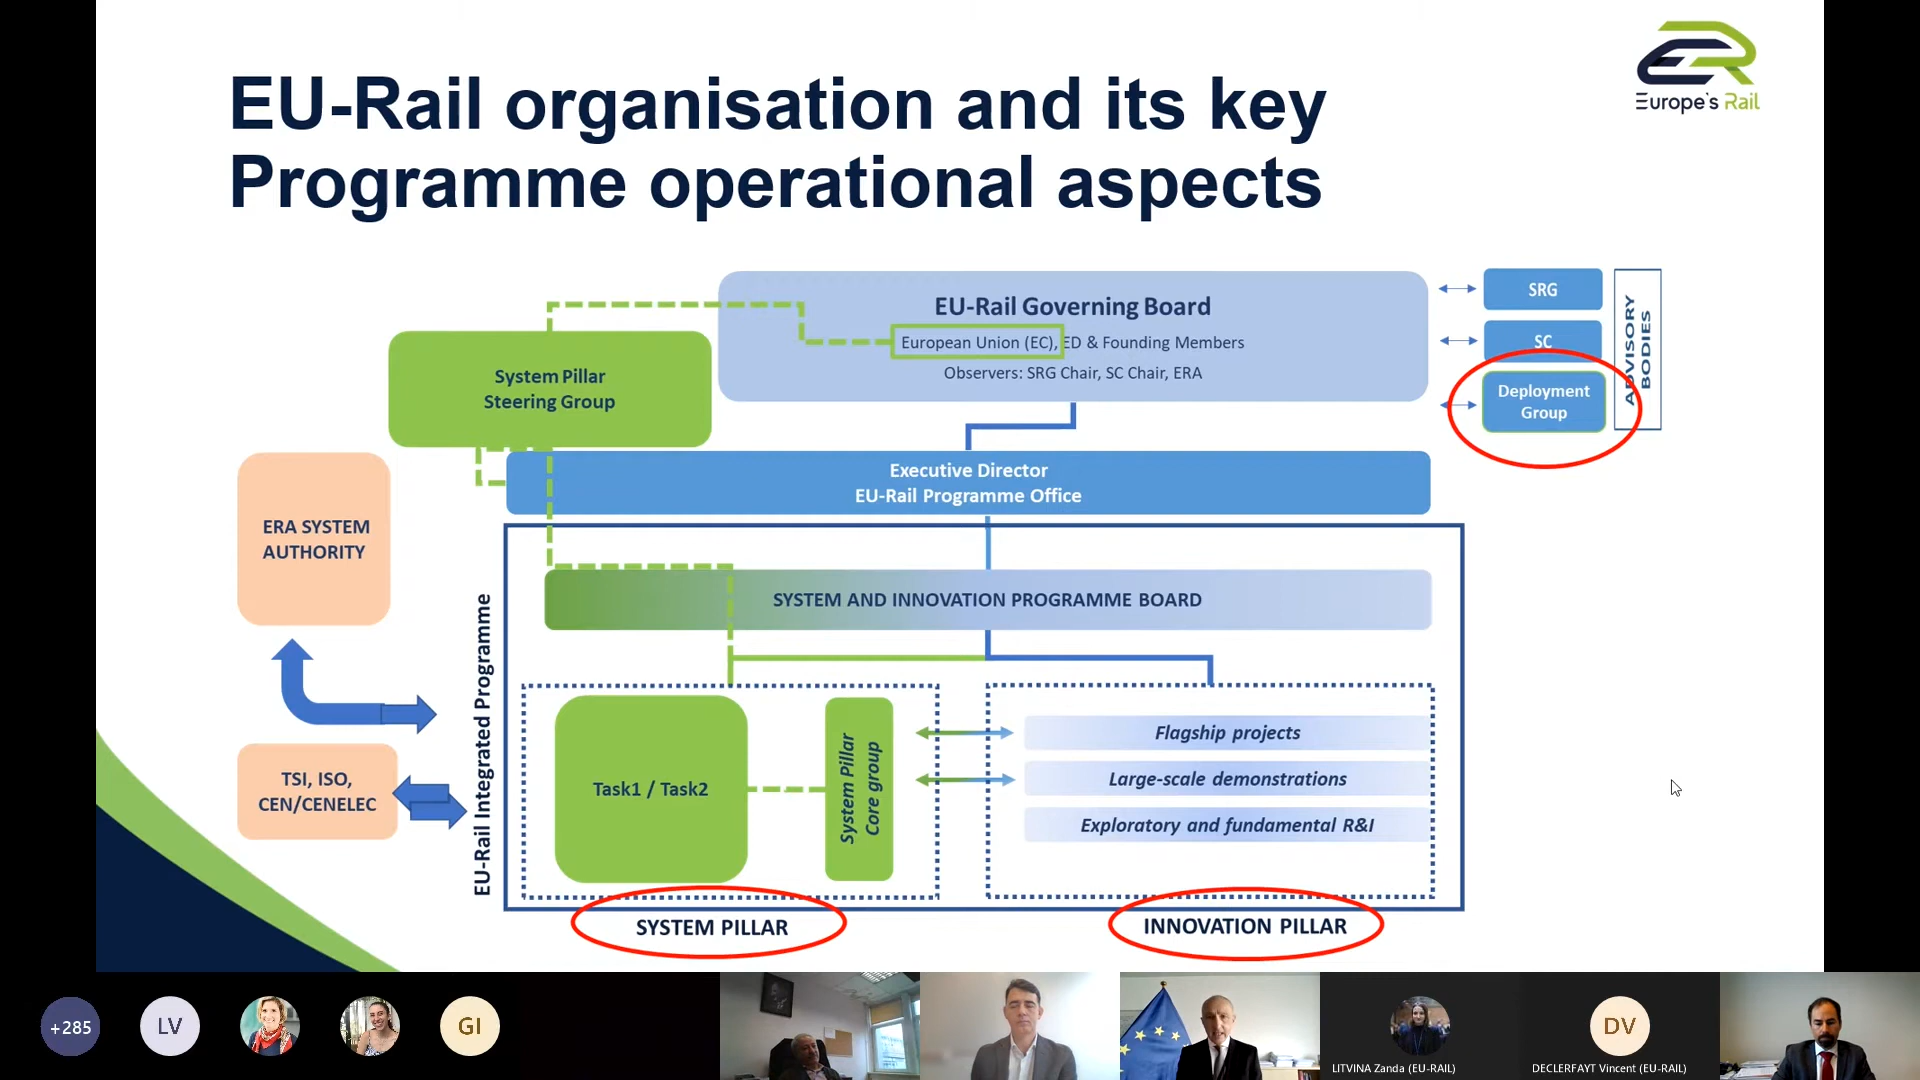 EU-Rail organisation and its key
Programme operational aspects
Europe's Rail
EU-Rail Governing Board
European Union (EC), ED & Founding Members
Observers: SRG Chair, SC Chair, ERA
SRG
SC
Deployment
Group
ADVISORY
BODIES
System Pillar
Steering Group
Executive Director
EU-Rail Programme Office
ERA SYSTEM
AUTHORITY
SYSTEM AND INNOVATION PROGRAMME BOARD
EU-Rail Integrated Programme
TSI, ISO,
CEN/CENELEC
Task1 / Task2
System Pillar
Core group
Flagship projects
Large-scale demonstrations
Exploratory and fundamental R&I
SYSTEM PILLAR
INNOVATION PILLAR
+285
LV
GI
DV
LITVINA Zanda (EU-RAIL)
DECLERFAYT Vincent (EU-RAIL)